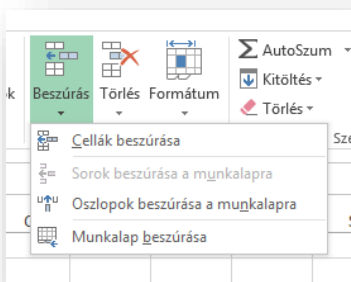 k Beszúrás Törlés Formátum
AutoSzum
Kitöltés
Törlés
Sze
Cellák beszúrása
Sorok beszúrása a munkalapra
Oszlopok beszúrása a munkalapra
Munkalap beszúrása